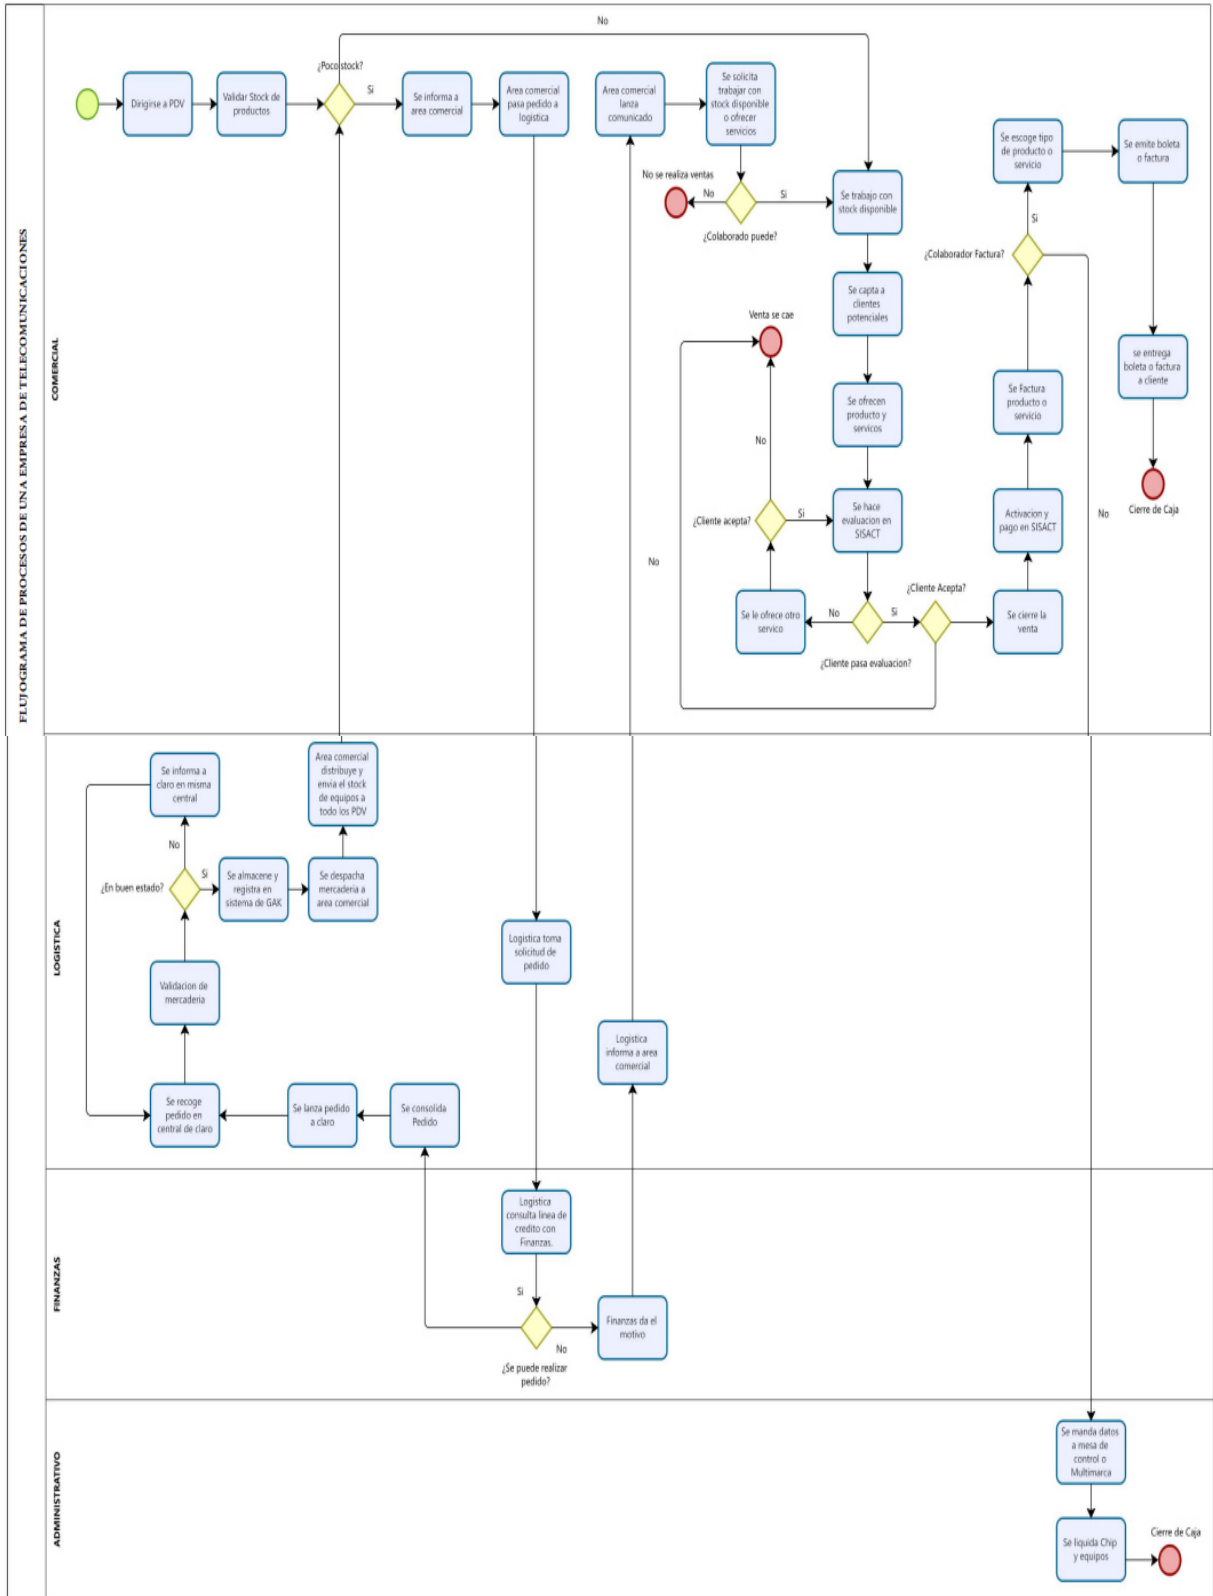 FLUJOGRAMA DE PROCESOS DE UNA EMPRESA DE TELECOMUNICACIONES
COMERCIAL
No
Dirigirse a PDV
Validar Stock de
productos
¿Poco stock?
Si
Se informa a
area comercial
Area comercial
pasa pedido a
logistica
Area comercial
lanza
comunicado
Se solicita
trabajar con
stock disponible
o ofrecer
servicios
No se realiza ventas
No
Si
¿Colaborado puede?
Se trabajo con
stock disponible
Se capta a
clientes
potenciales
Se ofrecen
producto y
servicos
Se hace
evaluacion en
SISACT
Venta se cae
No
¿Cliente acepta?
Si
No
Se le ofrece otro
servico
No
Si
¿Cliente pasa evaluacion?
¿Cliente Acepta?
Se cierre la
venta
Activacion y
pago en SISACT
Se Factura
producto o
servicio
¿Colaborador Factura?
Si
No
Se escoge tipo
de producto o
servicio
Se emite boleta
o factura
se entrega
boleta o factura
a cliente
Cierre de Caja
LOGISTICA
Se informa a
claro en misma
central
No
¿En buen estado?
Si
Se almacene y
registra en
sistema de GAK
Se despacha
mercaderia a
area comercial
Area comercial
distribuye y
envia el stock
de equipos a
todo los PDV
Validacion de
mercaderia
Se recoge
pedido en
central de claro
Se lanza pedido
a claro
Se consolida
Pedido
Logistica toma
solicitud de
pedido
Logistica
informa a area
comercial
FINANZAS
Logistica
consulta linea de
credito con
Finanzas.
Si
No
¿Se puede realizar
pedido?
Finanzas da el
motivo
ADMINISTRATIVO
Se manda datos
a mesa de
control o
Multimarca
Se liquida Chip
y equipos
Cierre de Caja